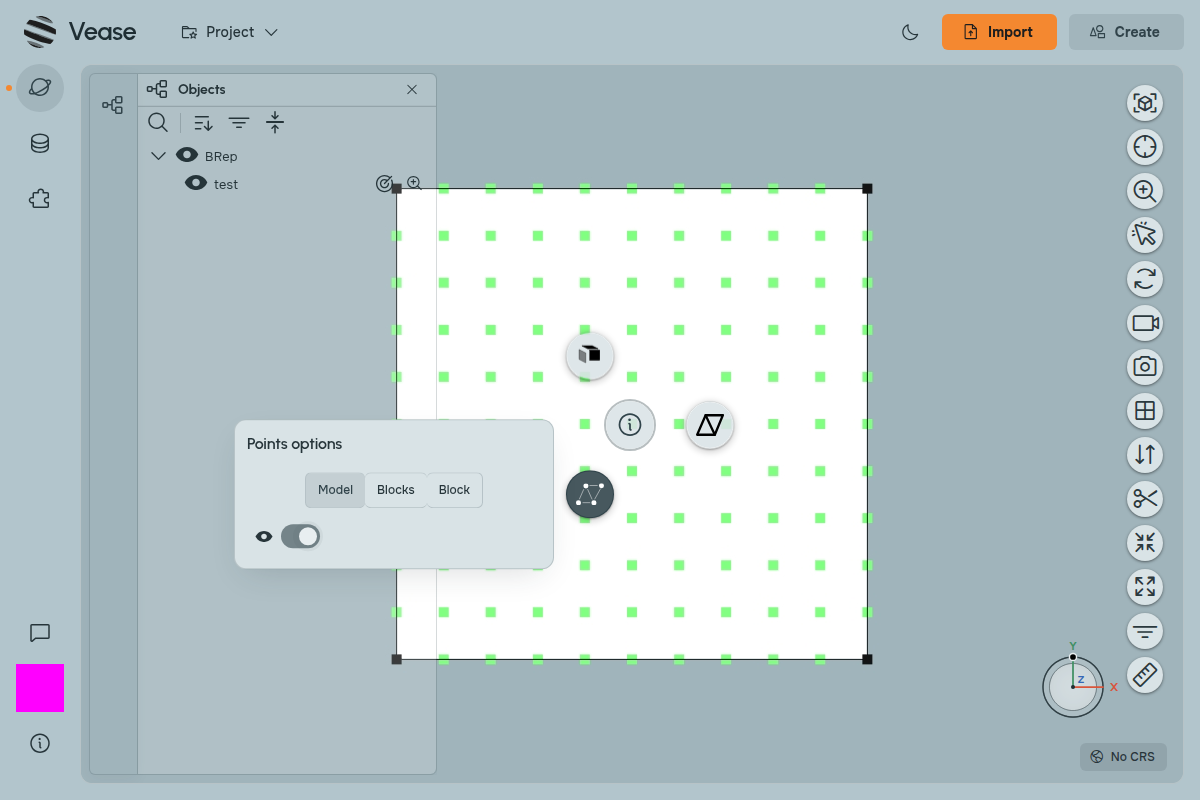 Vease
Project
Import
Create
Objects
BRep
test
Points options
Model
Blocks
Block
Y
Z
X
No CRS